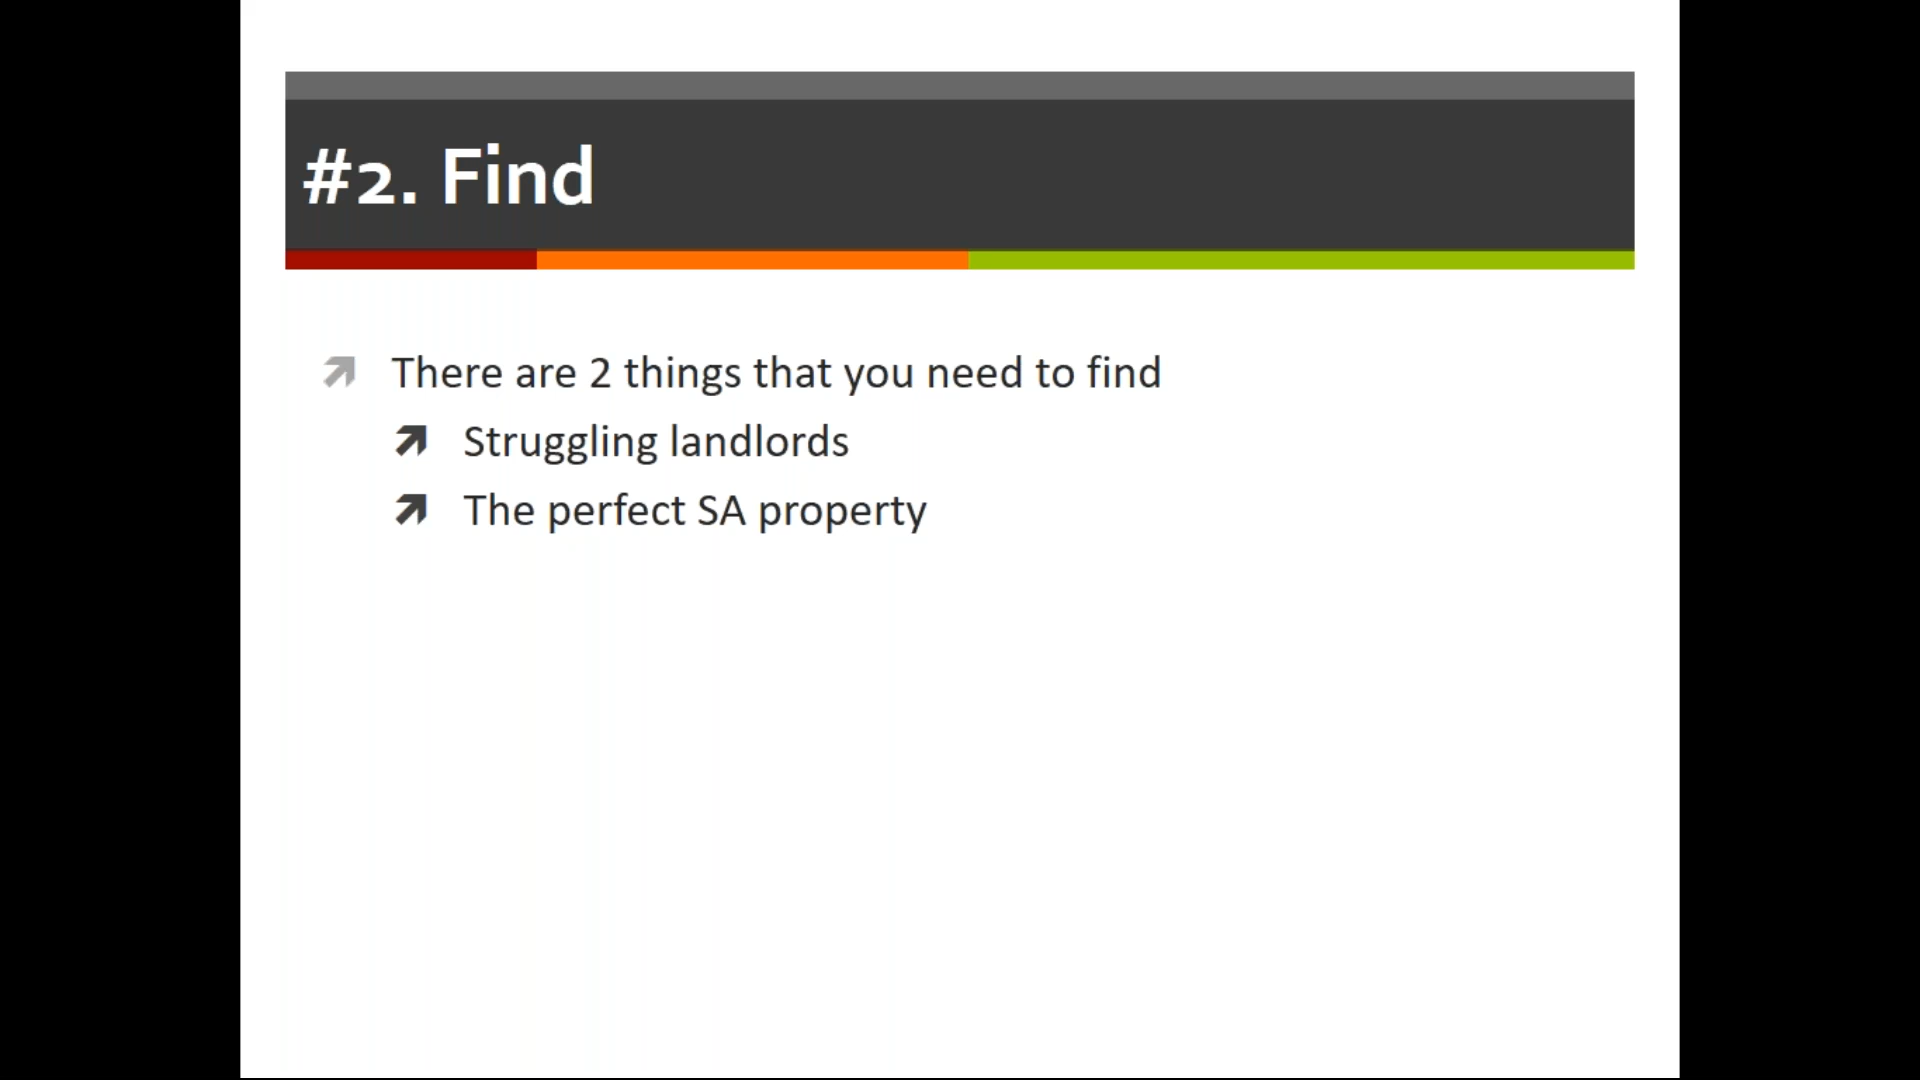 #2. Find
There are 2 things that you need to find
Struggling landlords
The perfect SA property